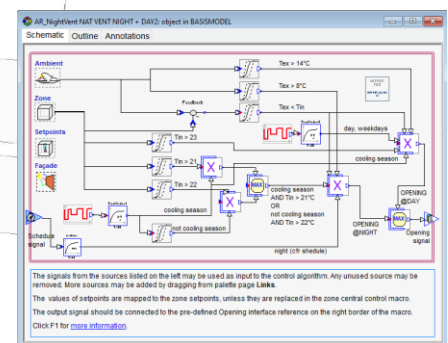 AR_NightVent NAT VENT NIGHT + DAY2: object in BASISMODEL
Schematic Outline Annotations
Ambient
Tex > 14°C
Zone
Tex > 8°C
Feedback
Tex < Tin
Setpoints
day, weekdays
Tin > 23
cooling season
Façade
Tin > 21
Tin > 22
MAX
cooling season
AND Tin > 21°C
OR
not cooling season
AND Tin > 22°C
cooling season
not cooling season
OPENING
@DAY
MAX
OPENING
@NIGHT
Opening
signal
Schedule
signal
night (cfr shedule)
The signals from the sources listed on the left may be used as input to the control algorithm. Any unused source may be
removed. More sources may be added by dragging from palette page Links.
The values of setpoints are mapped to the zone setpoints, unless they are replaced in the zone central control macro.
The output signal should be connected to the pre-defined Opening interface reference on the right border of the macro.
Click F1 for more information.